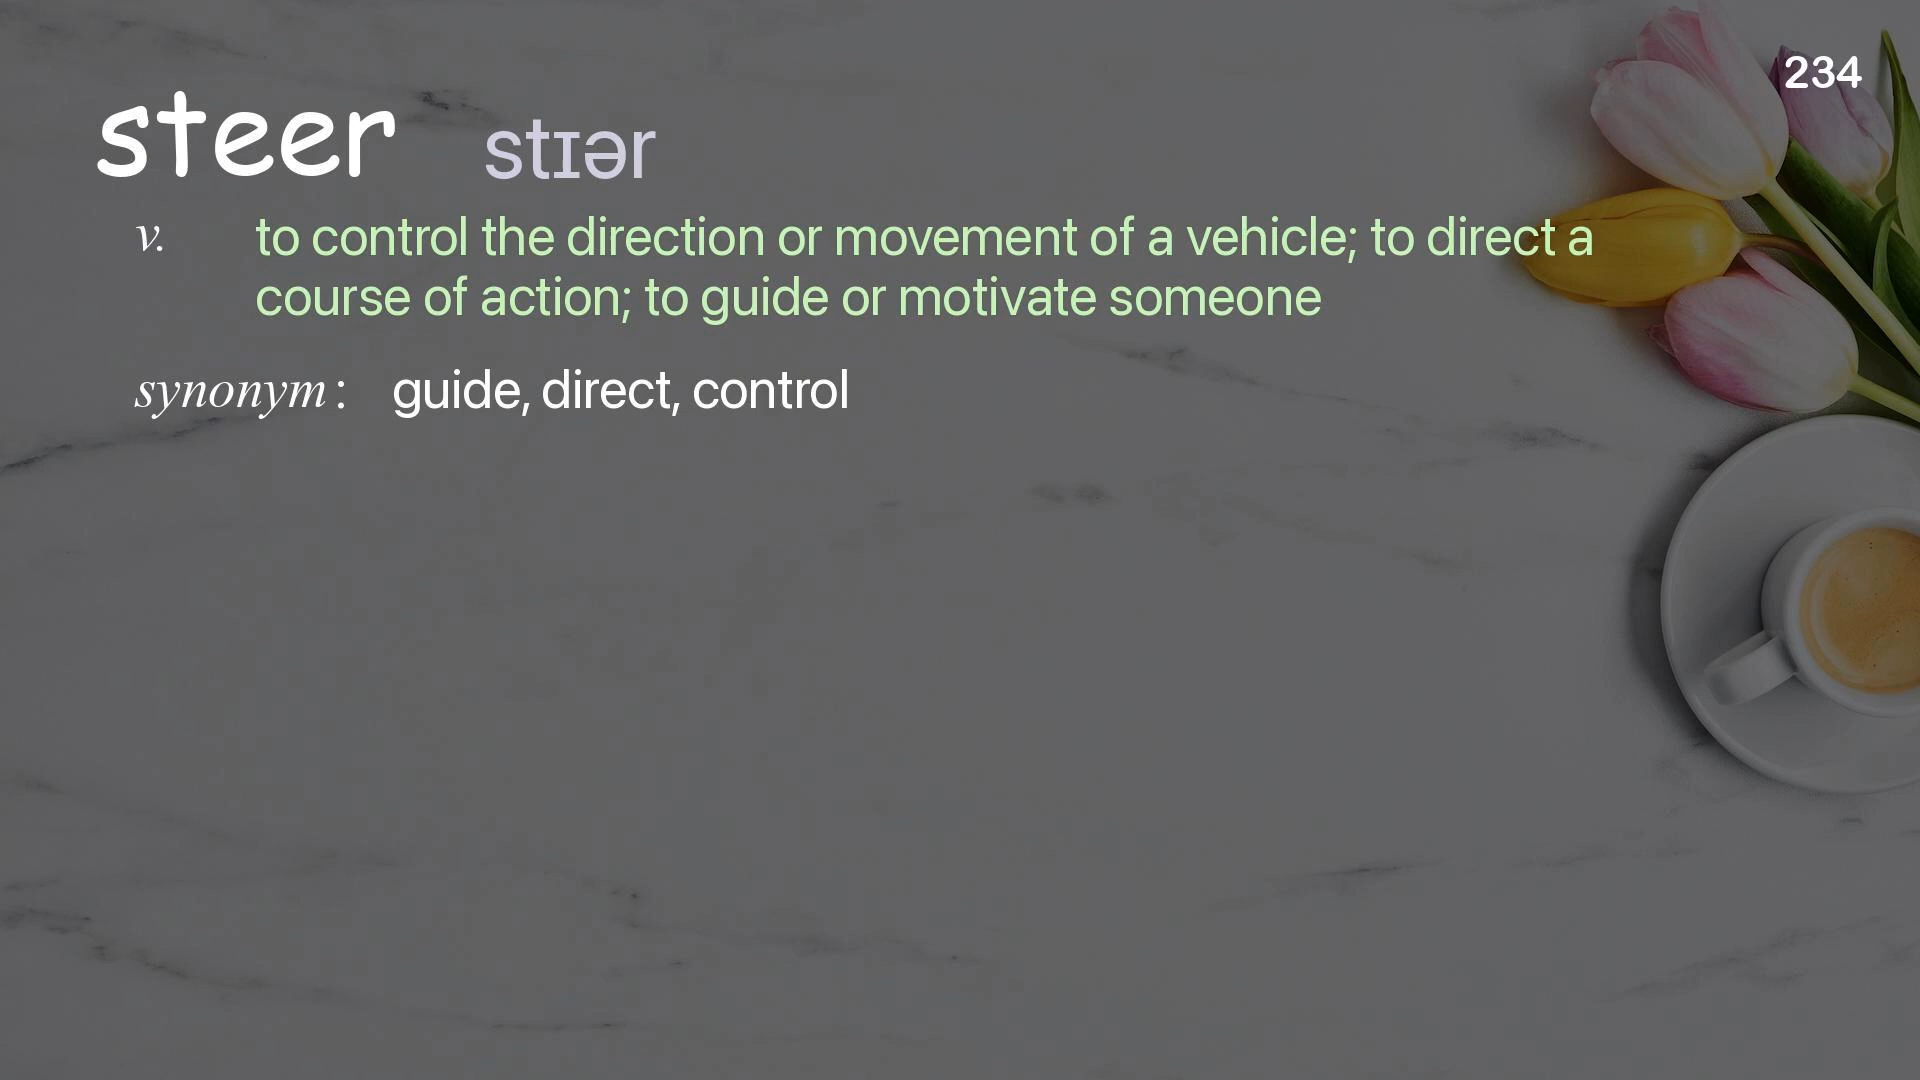 234
steer stɪər
v. to control the direction or movement of a vehicle; to direct a
course of action; to guide or motivate someone
synonym : guide, direct, control